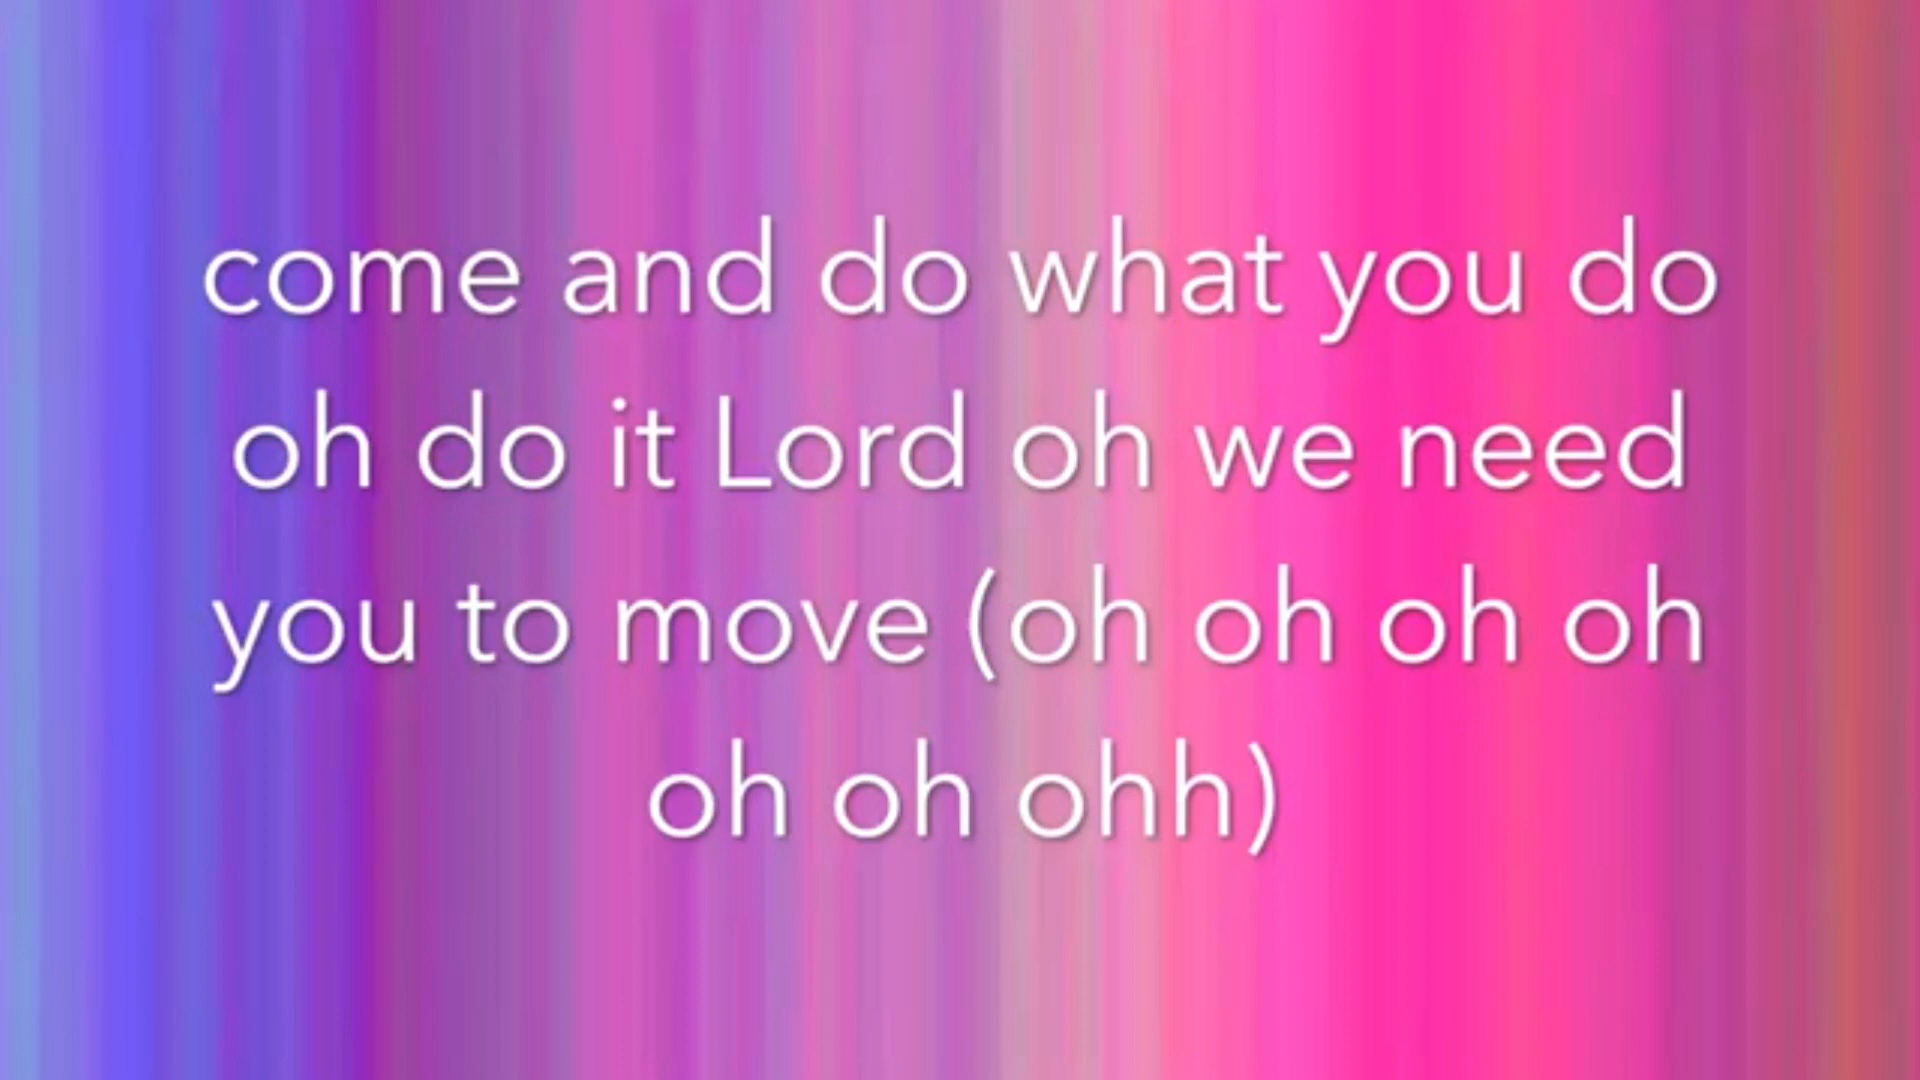 come and do what you do
oh do it Lord oh we need
you to move (oh oh oh oh
oh oh ohh)